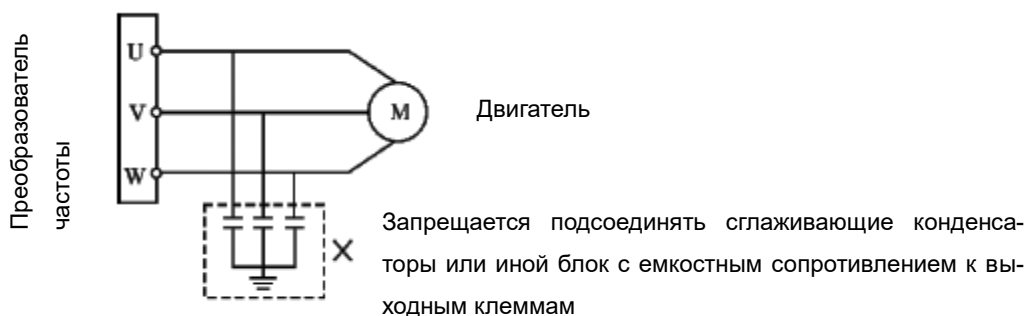 Преобразователь
частоты
U
V
W
M
Двигатель
Запрещается подсоединять сглаживающие конденса-
торы или иной блок с емкостным сопротивлением к вы-
ходным клеммам